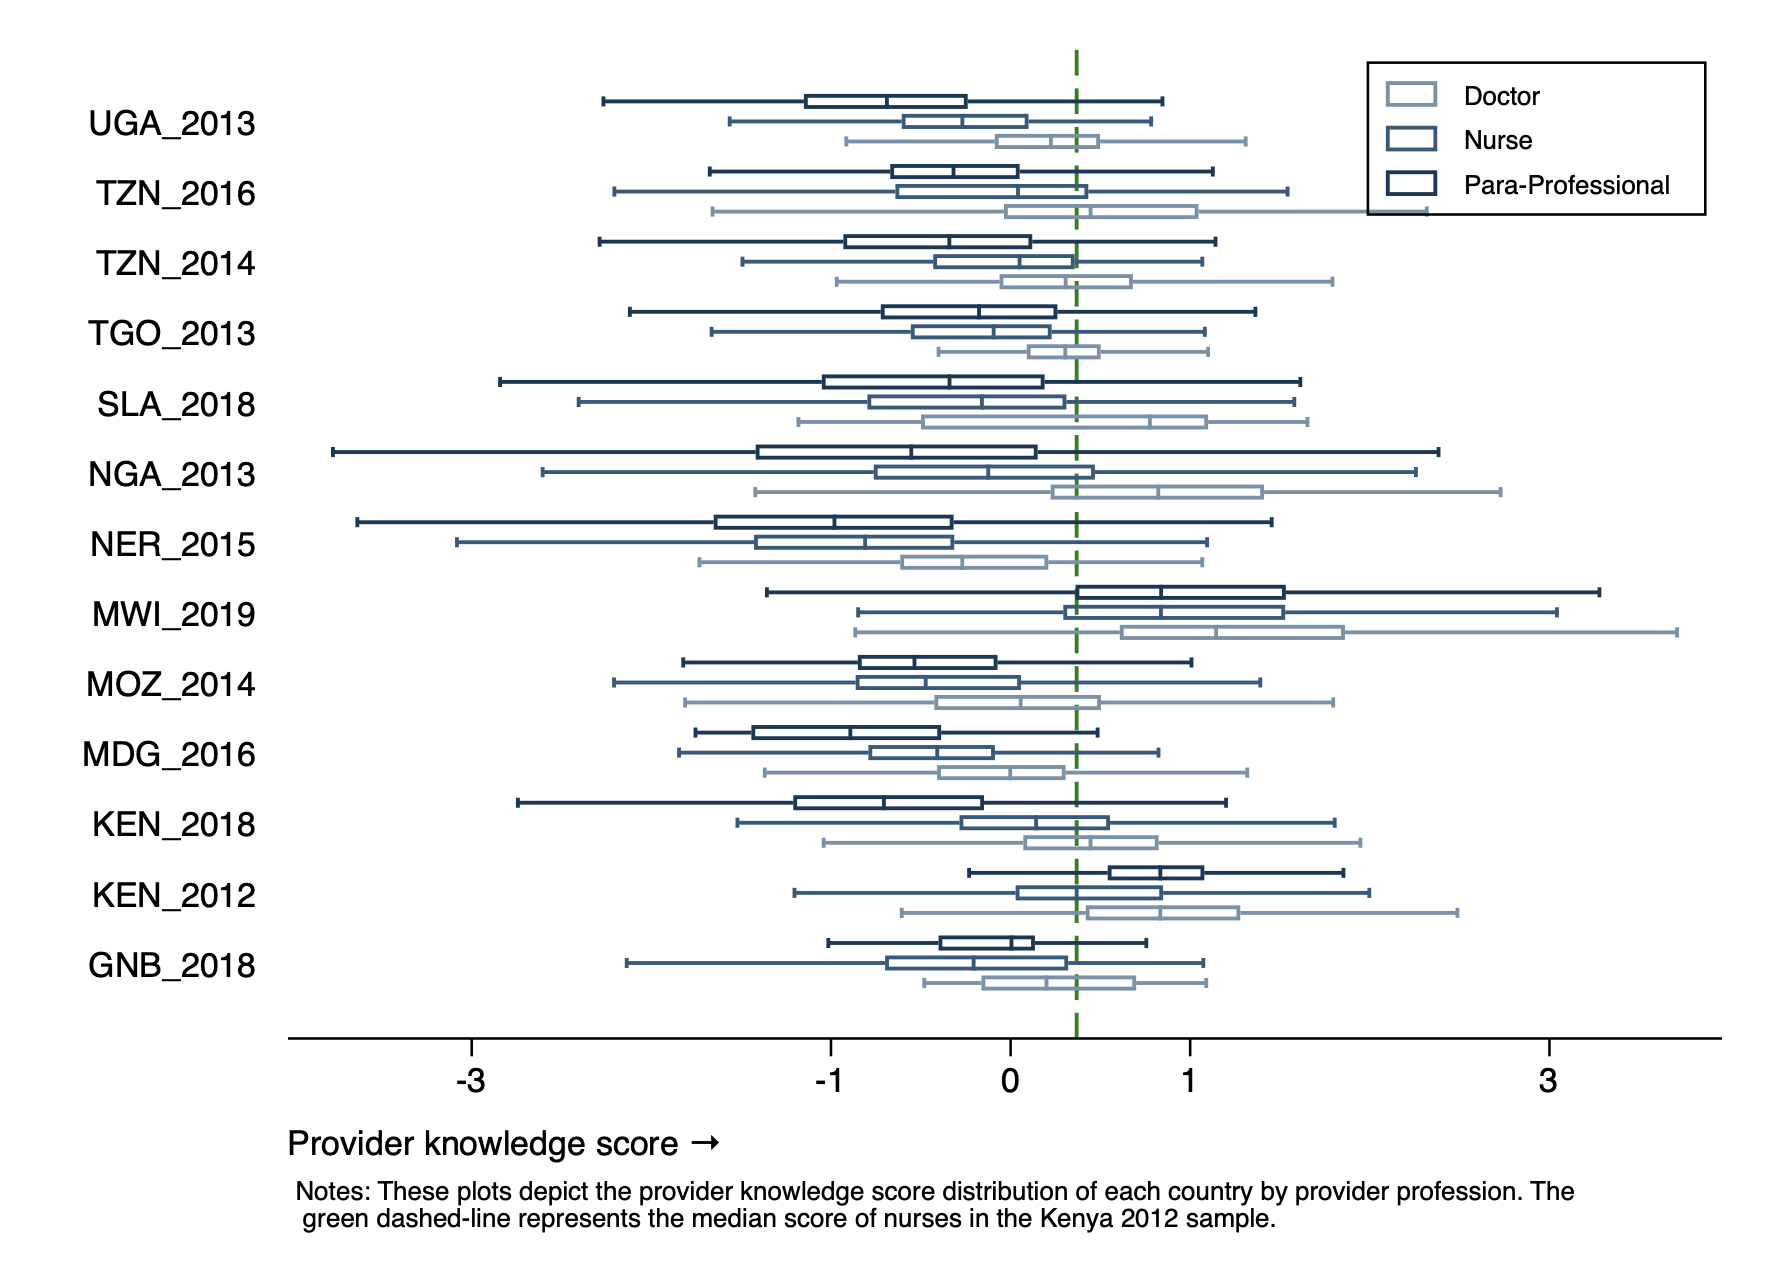 Doctor
Nurse
Para-Professional
UGA_2013
TZN_2016
TZN_2014
TGO_2013
SLA_2018
NGA_2013
NER_2015
MWI_2019
MOZ_2014
MDG_2016
KEN_2018
KEN_2012
GNB_2018
-3 -1 0 1 3
Provider knowledge score →
Notes: These plots depict the provider knowledge score distribution of each country by provider profession. The
green dashed-line represents the median score of nurses in the Kenya 2012 sample.